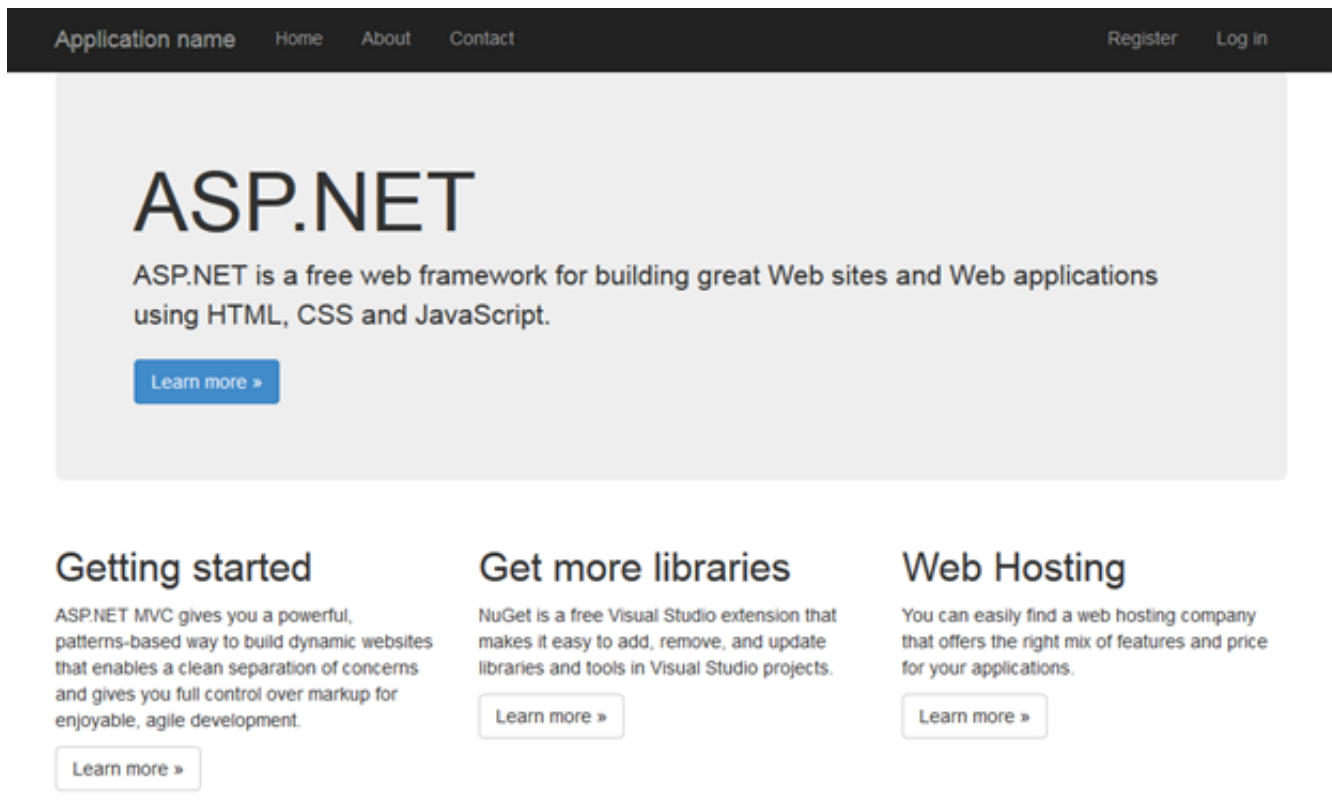 Application name Home About Contact Register Log in
ASP.NET
ASP.NET is a free web framework for building great Web sites and Web applications
using HTML, CSS and JavaScript.
Learn more »
Getting started
ASP.NET MVC gives you a powerful,
patterns-based way to build dynamic websites
that enables a clean separation of concerns
and gives you full control over markup for
enjoyable, agile development.
Learn more »
Get more libraries
NuGet is a free Visual Studio extension that
makes it easy to add, remove, and update
libraries and tools in Visual Studio projects.
Learn more »
Web Hosting
You can easily find a web hosting company
that offers the right mix of features and price
for your applications.
Learn more »